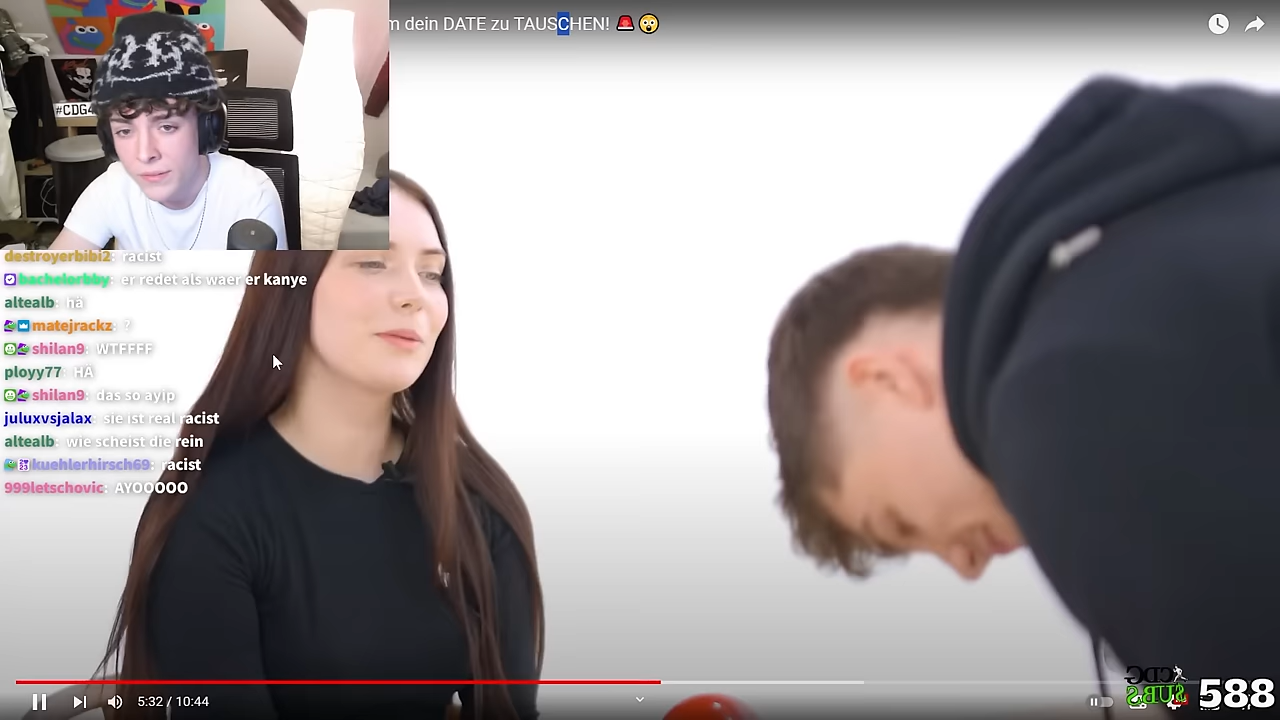 m dein DATE zu TAUSCHEN! 🚨😲
#CDG4
destroyerbibi2: racist
bachelorbby: er redet als waer er kanye
altealb: hä
matejrackz: ?
shilan9: WTFFFF
ployy77: HÄ
shilan9: das so ayip
juluxvsjalax: sie ist real racist
altealb: wie scheist die rein
kuehlerhirsch69: racist
999letschovic: AYOOOOO
5:32 / 10:44
CDG
SUBS
588